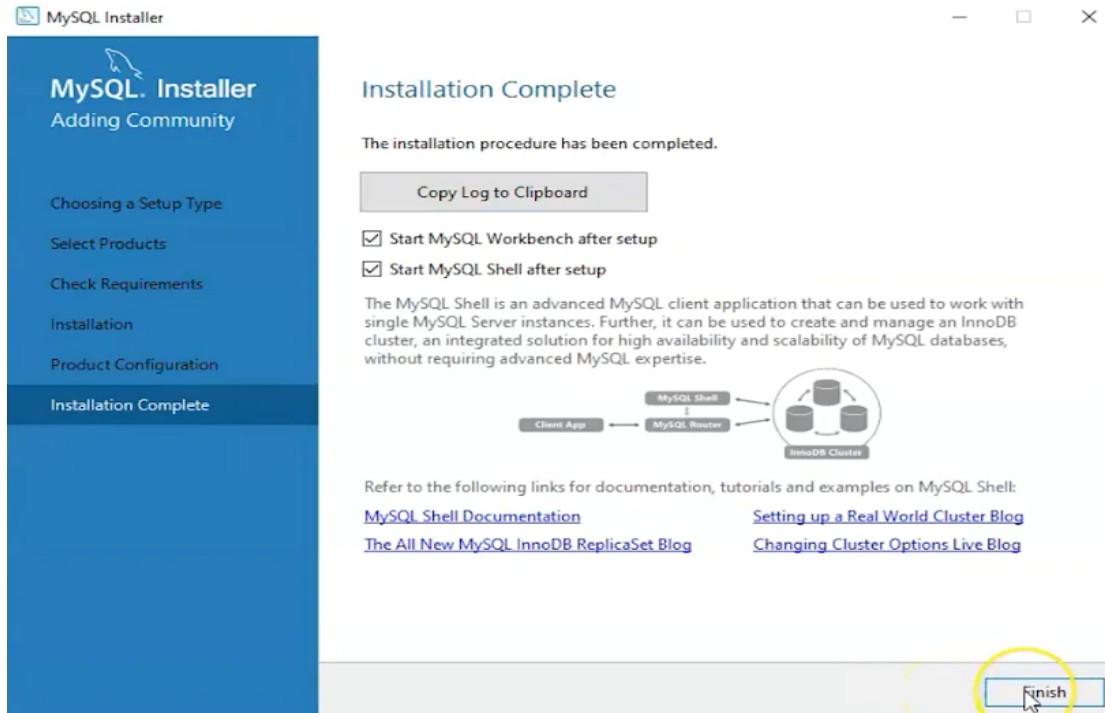 MySQL Installer
MySQL. Installer
Adding Community
Choosing a Setup Type
Select Products
Check Requirements
Installation
Product Configuration
Installation Complete
Installation Complete
The installation procedure has been completed.
Copy Log to Clipboard
Start MySQL Workbench after setup
Start MySQL Shell after setup
The MySQL Shell is an advanced MySQL client application that can be used to work with
single MySQL Server instances. Further, it can be used to create and manage an InnoDB
cluster, an integrated solution for high availability and scalability of MySQL databases,
without requiring advanced MySQL expertise.
MySQL Shell
Client App
MySQL Router
InnoDB Cluster
Refer to the following links for documentation, tutorials and examples on MySQL Shell:
MySQL Shell Documentation
Setting up a Real World Cluster Blog
The All New MySQL InnoDB ReplicaSet Blog
Changing Cluster Options Live Blog
Finish